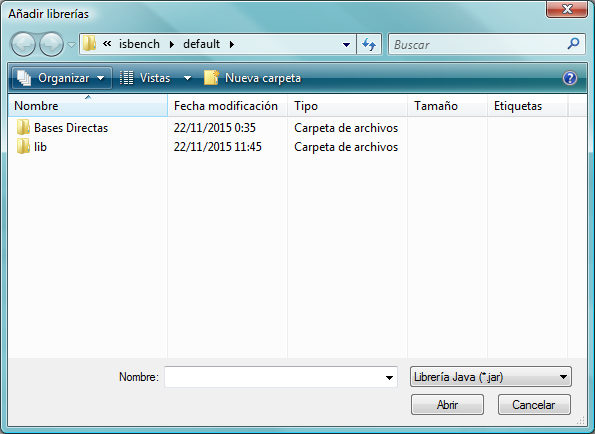 Añadir librerías
« isbench ▸ default ▸ Buscar
Organizar Vistas Nueva carpeta ?
Nombre Fecha modificación Tipo Tamaño Etiquetas
Bases Directas 22/11/2015 0:35 Carpeta de archivos
lib 22/11/2015 11:45 Carpeta de archivos
Nombre: Librería Java (*.jar)
Abrir Cancelar